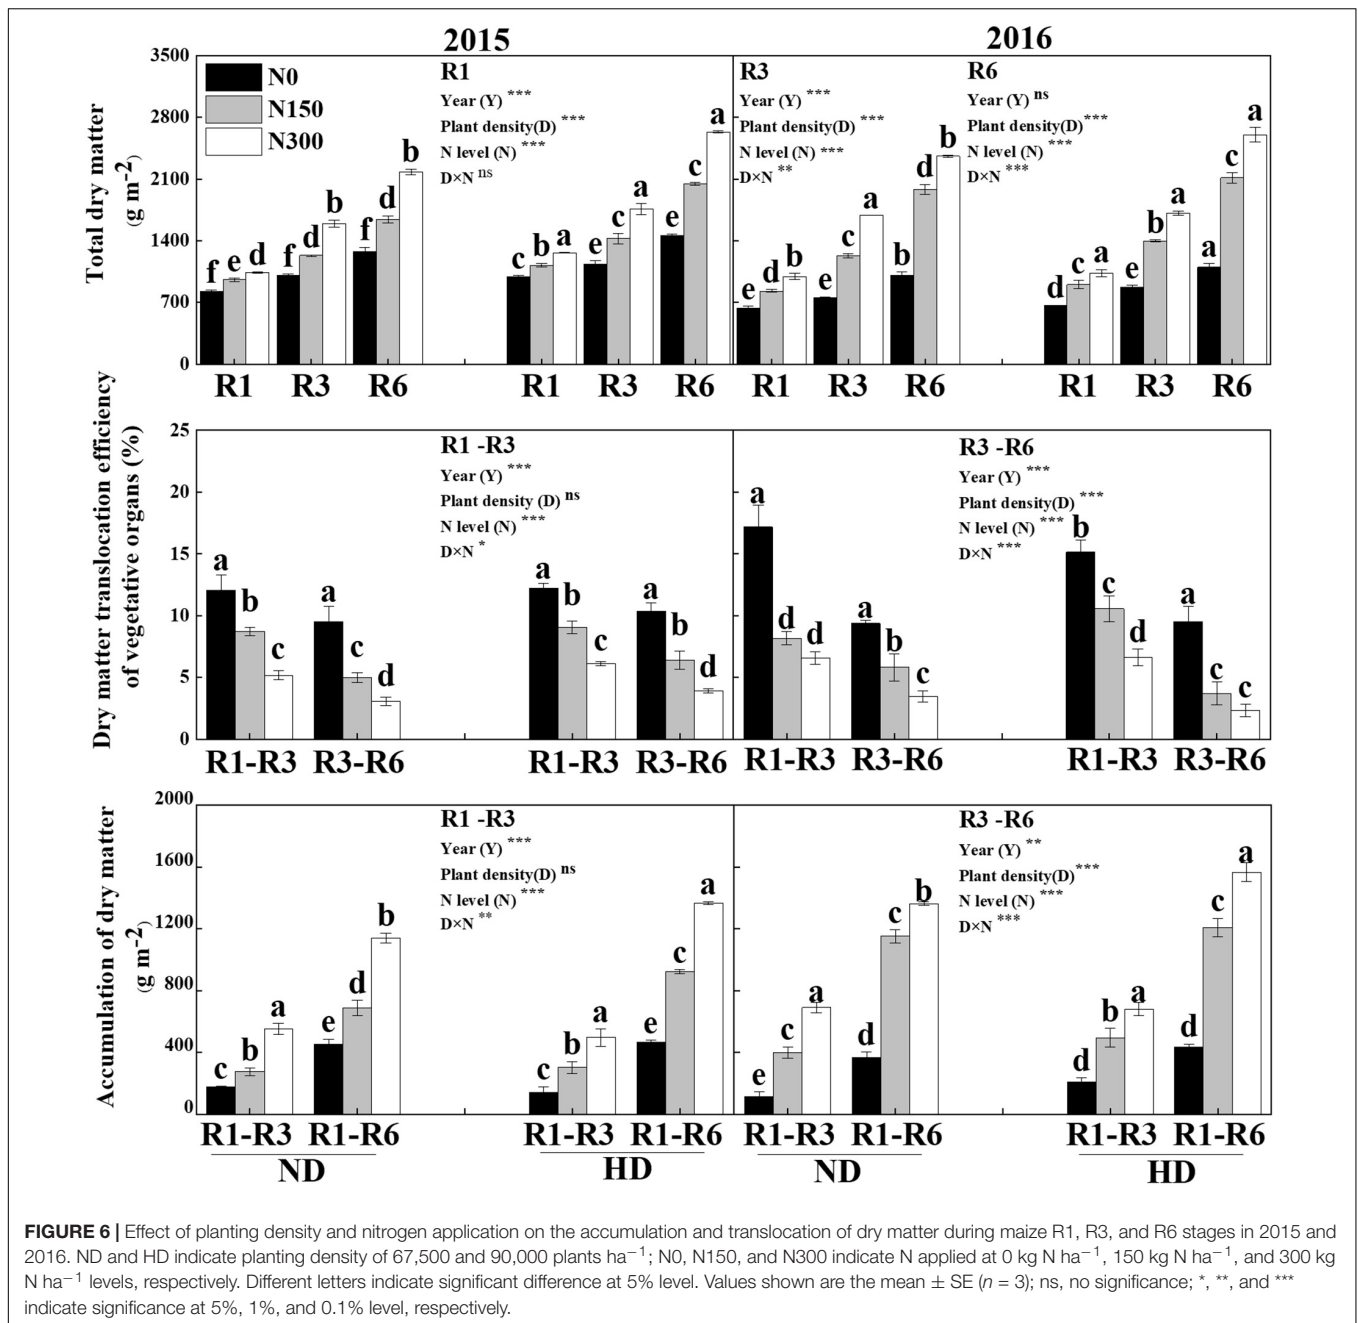 2015 2016
3500
2800
2100
1400
700
0
Total dry matter
(g m-2)
N0
N150
N300
R1
Year (Y) ***
Plant density(D) ***
N level (N) ***
D×N ns
R3
Year (Y) ***
Plant density(D) ***
N level (N) ***
D×N **
R6
Year (Y) ns
Plant density(D) ***
N level (N) ***
D×N ***
f e d f d b f d b
c b a e c a e c a
e d b e c a o d b
d c a e b a a c a
R1 R3 R6 R1 R3 R6 R1 R3 R6 R1 R3 R6
25
20
15
10
5
0
Dry matter translocation efficiency
of vegetative organs (%)
R1 -R3
Year (Y) ***
Plant density (D) ns
N level (N) ***
D×N *
R3 -R6
Year (Y) ***
Plant density(D) ***
N level (N) ***
D×N ***
a b c a c d
a b c a b d
a d d a b c
b c d a c c
R1-R3 R3-R6 R1-R3 R3-R6 R1-R3 R3-R6 R1-R3 R3-R6
2000
1600
1200
800
400
0
Accumulation of dry matter
(g m-2)
R1 -R3
Year (Y) ***
Plant density(D) ns
N level (N) ***
D×N **
R3 -R6
Year (Y) **
Plant density(D) ***
N level (N) ***
D×N ***
c b a e d b
c b a e c a
e c a d c b
d b a d c a
R1-R3 R1-R6 R1-R3 R1-R6 R1-R3 R1-R6 R1-R3 R1-R6
ND HD ND HD
FIGURE 6 | Effect of planting density and nitrogen application on the accumulation and translocation of dry matter during maize R1, R3, and R6 stages in 2015 and
2016. ND and HD indicate planting density of 67,500 and 90,000 plants ha−1; N0, N150, and N300 indicate N applied at 0 kg N ha−1, 150 kg N ha−1, and 300 kg
N ha−1 levels, respectively. Different letters indicate significant difference at 5% level. Values shown are the mean ± SE (n = 3); ns, no significance; *, **, and ***
indicate significance at 5%, 1%, and 0.1% level, respectively.